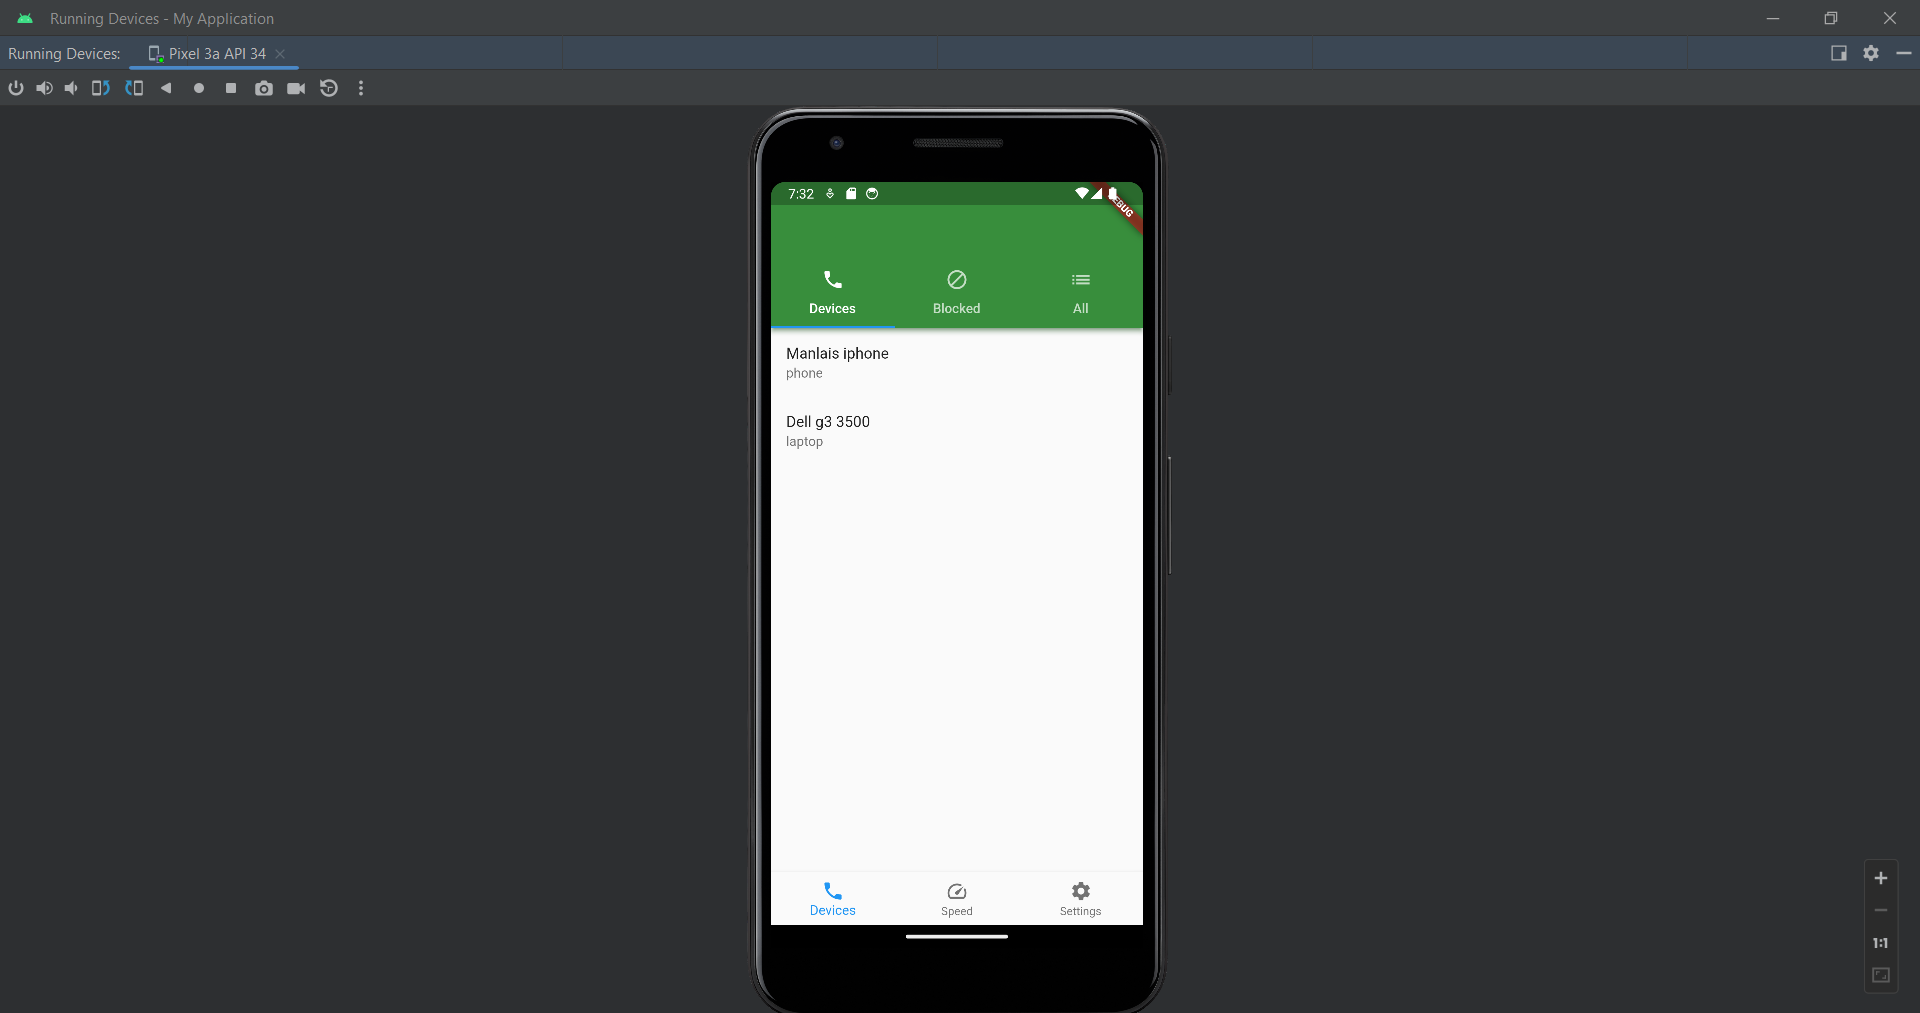 Running Devices - My Application
Running Devices: Pixel 3a API 34
7:32
DEBUG
Devices Blocked All
Manlais iphone
phone
Dell g3 3500
laptop
Devices Speed Settings
1:1